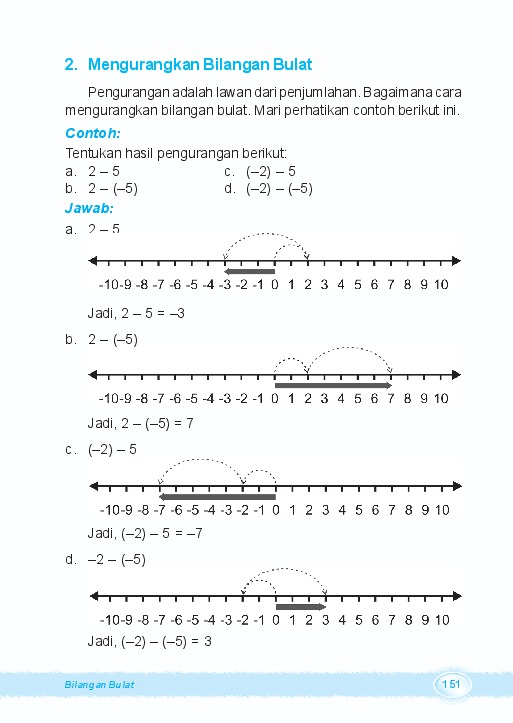 2. Mengurangkan Bilangan Bulat
Pengurangan adalah lawan dari penjumlahan. Bagaimana cara
mengurangkan bilangan bulat. Mari perhatikan contoh berikut ini.
Contoh:
Tentukan hasil pengurangan berikut:
a. 2 – 5 c. (–2) – 5
b. 2 – (–5) d. (–2) – (–5)
Jawab:
a. 2 – 5
-10 -9 -8 -7 -6 -5 -4 -3 -2 -1 0 1 2 3 4 5 6 7 8 9 10
Jadi, 2 – 5 = –3
b. 2 – (–5)
-10 -9 -8 -7 -6 -5 -4 -3 -2 -1 0 1 2 3 4 5 6 7 8 9 10
Jadi, 2 – (–5) = 7
c. (–2) – 5
-10 -9 -8 -7 -6 -5 -4 -3 -2 -1 0 1 2 3 4 5 6 7 8 9 10
Jadi, (–2) – 5 = –7
d. –2 – (–5)
-10 -9 -8 -7 -6 -5 -4 -3 -2 -1 0 1 2 3 4 5 6 7 8 9 10
Jadi, (–2) – (–5) = 3
Bilangan Bulat 151